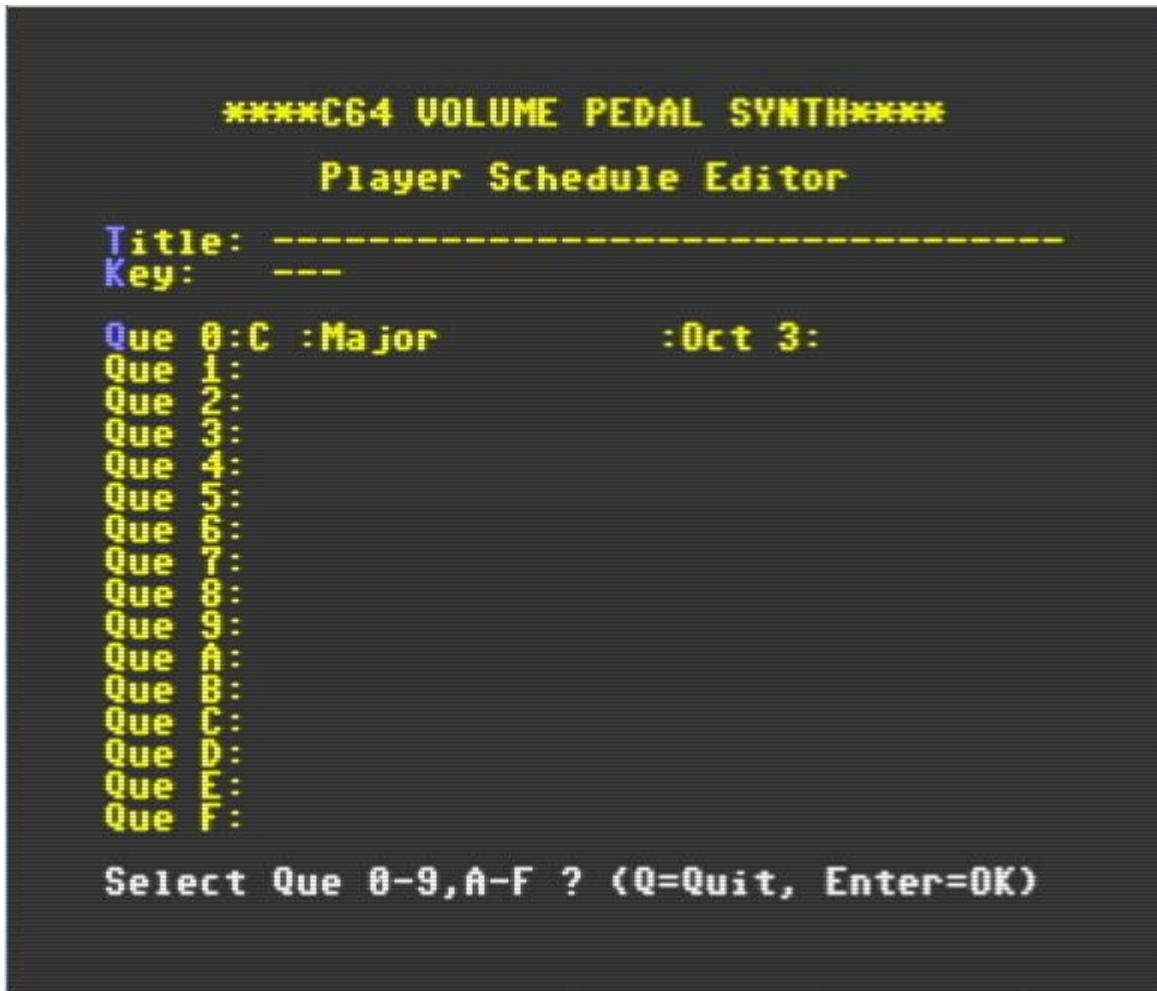 ****C64 VOLUME PEDAL SYNTH****
Player Schedule Editor
Title: ---------------------------------
Key: ---
Que 0:C :Major :Oct 3:
Que 1:
Que 2:
Que 3:
Que 4:
Que 5:
Que 6:
Que 7:
Que 8:
Que 9:
Que A:
Que B:
Que C:
Que D:
Que E:
Que F:
Select Que 0-9,A-F ? (Q=Quit, Enter=OK)